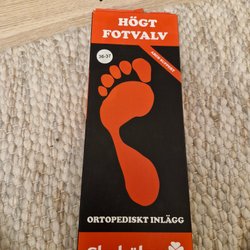 HÖGT
FOTVALV
36-37
ORTOPEDISKT INLÄGG